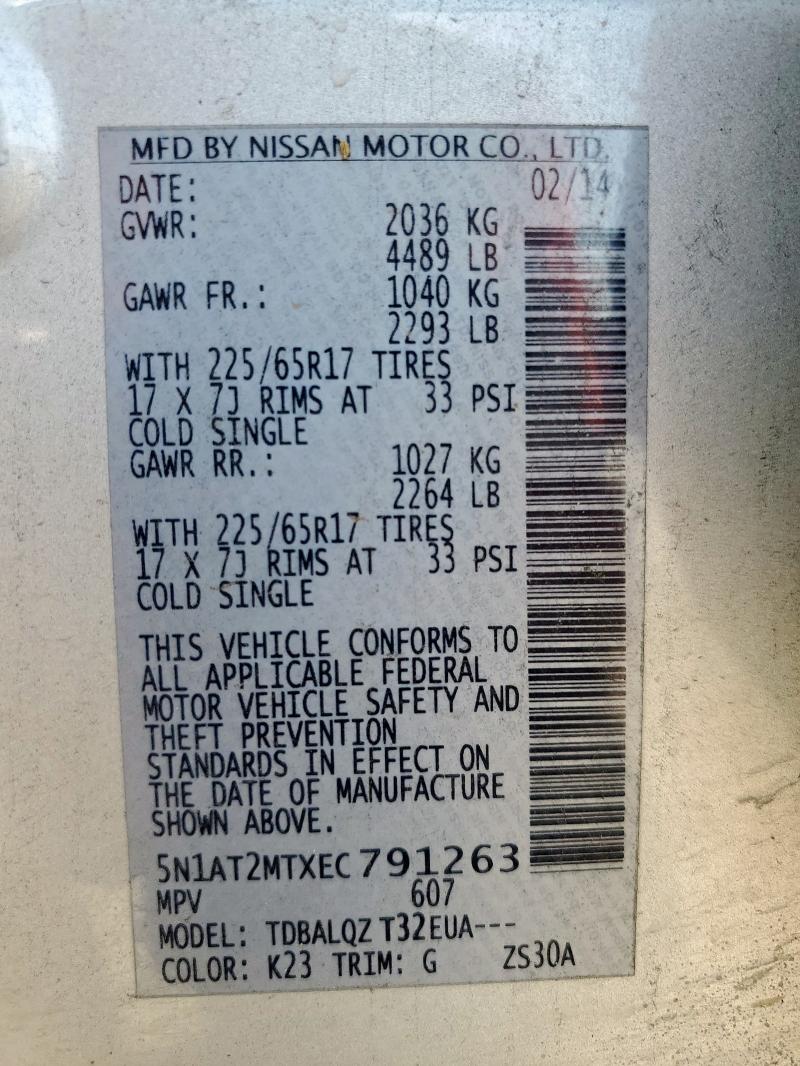 MFD BY NISSAN MOTOR CO., LTD.
DATE: 02/14
GVWR: 2036 KG
4489 LB
GAWR FR.: 1040 KG
2293 LB
WITH 225/65R17 TIRES
17 X 7J RIMS AT 33 PSI
COLD SINGLE
GAWR RR.: 1027 KG
2264 LB
WITH 225/65R17 TIRES
17 X 7J RIMS AT 33 PSI
COLD SINGLE
THIS VEHICLE CONFORMS TO
ALL APPLICABLE FEDERAL
MOTOR VEHICLE SAFETY AND
THEFT PREVENTION
STANDARDS IN EFFECT ON
THE DATE OF MANUFACTURE
SHOWN ABOVE.
5N1AT2MTXEC791263
MPV 607
MODEL: TDBALQZ T32EUA---
COLOR: K23 TRIM: G ZS30A